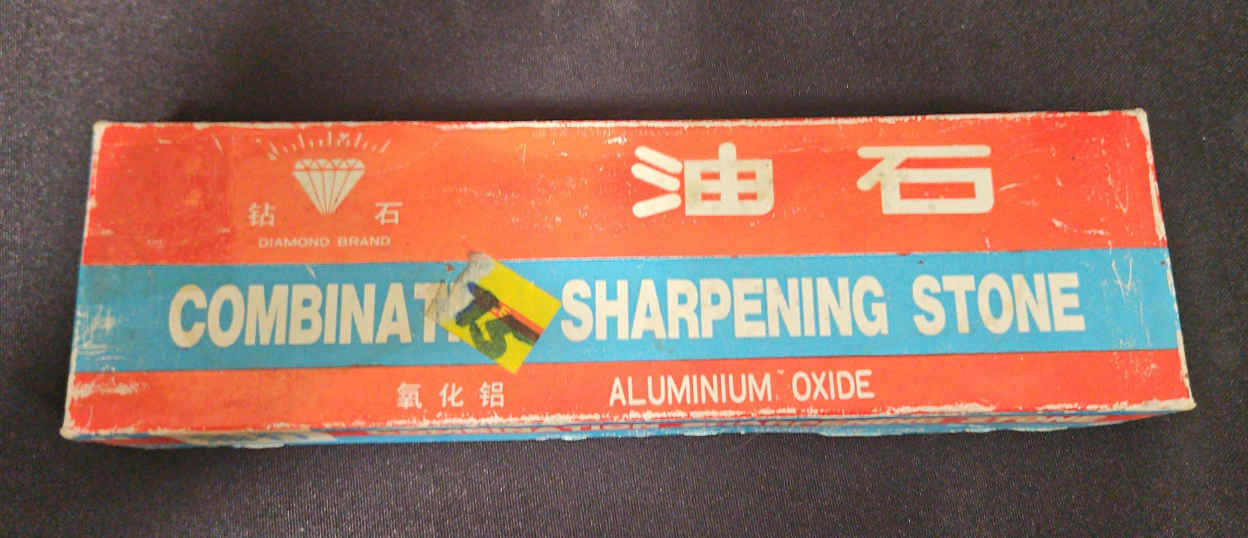 油石
钻石
DIAMOND BRAND
COMBINAT SHARPENING STONE
氧化铝 ALUMINIUM OXIDE